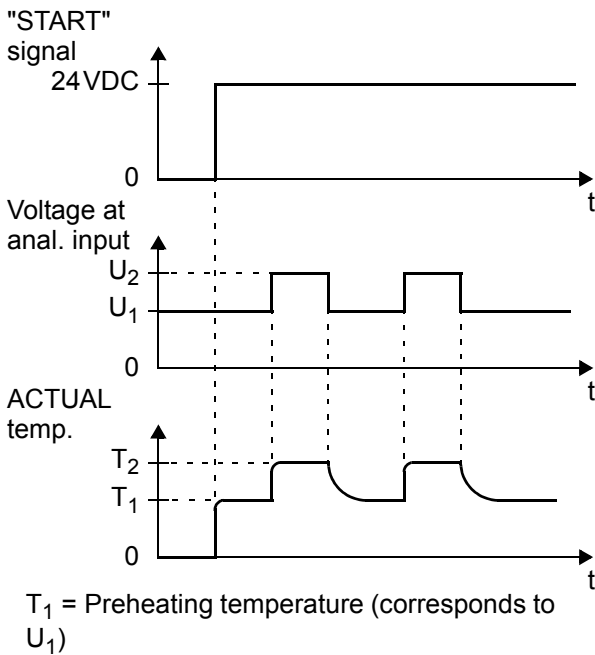 "START"
signal
24VDC
0
t
Voltage at
anal. input
U2
U1
0
t
ACTUAL
temp.
T2
T1
0
t
T1 = Preheating temperature (corresponds to
U1)